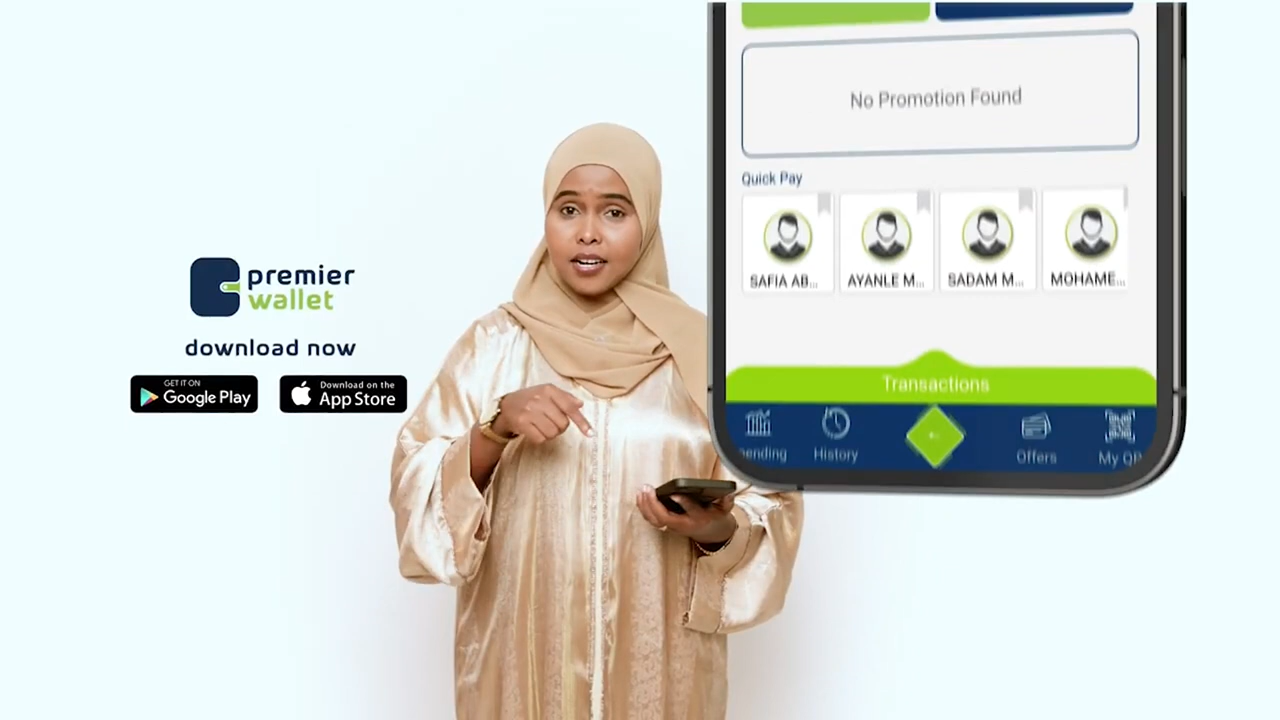 premier
wallet
download now
GET IT ON
Google Play
Download on the
App Store
No Promotion Found
Quick Pay
SAFIA AB...
AYANLE M...
SADAM M...
MOHAME...
Transactions
pending
History
Offers
My QR